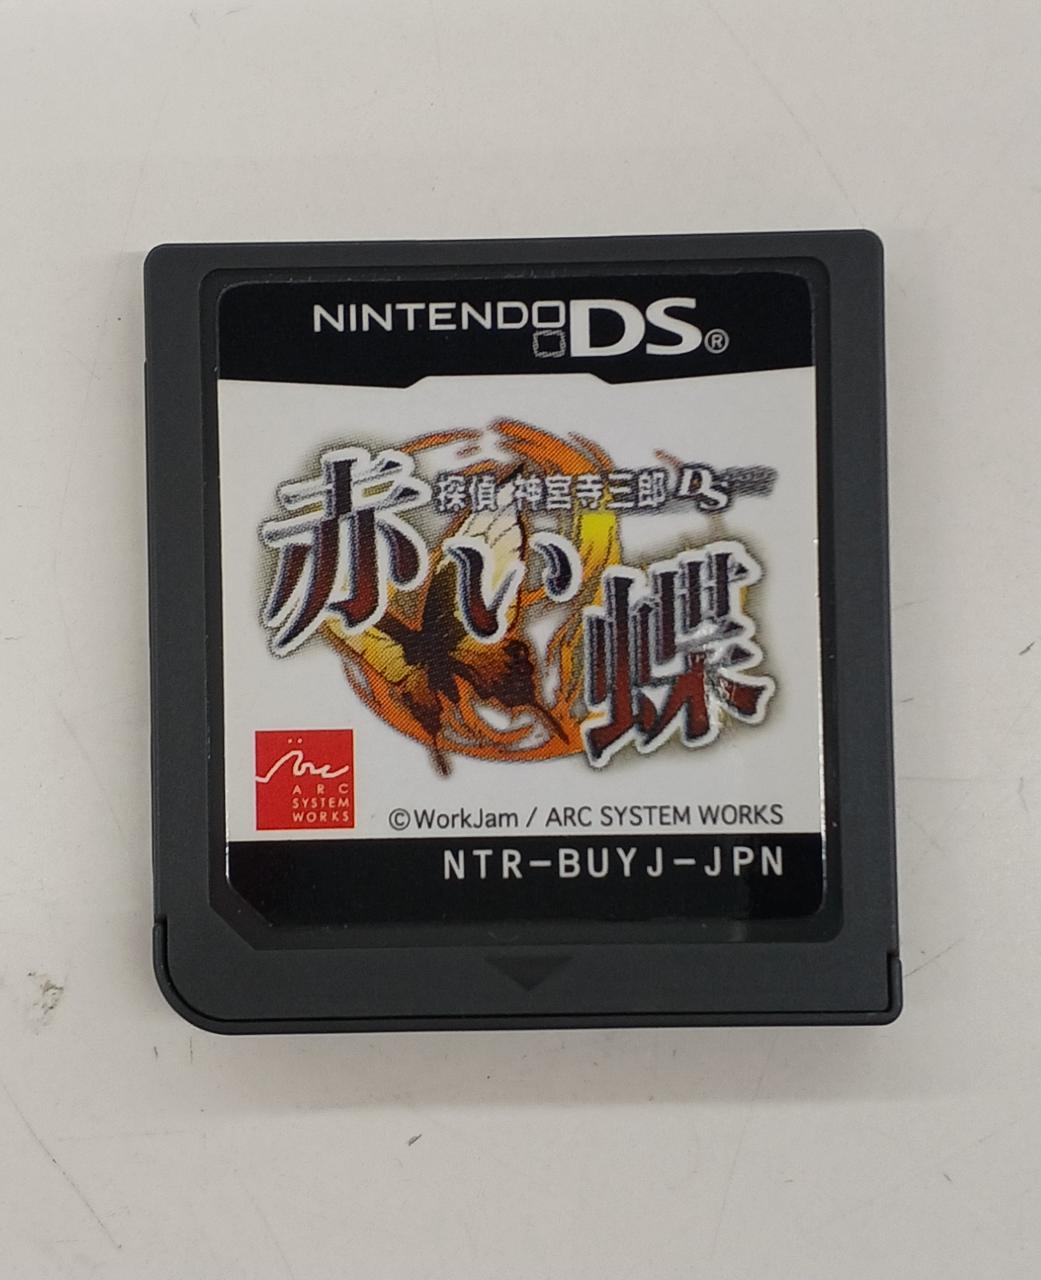 NINTENDO DS®
探偵 神宮寺三郎 DS
赤い蝶
Arc
ARC
SYSTEM
WORKS
©WorkJam / ARC SYSTEM WORKS
NTR-BUYJ-JPN